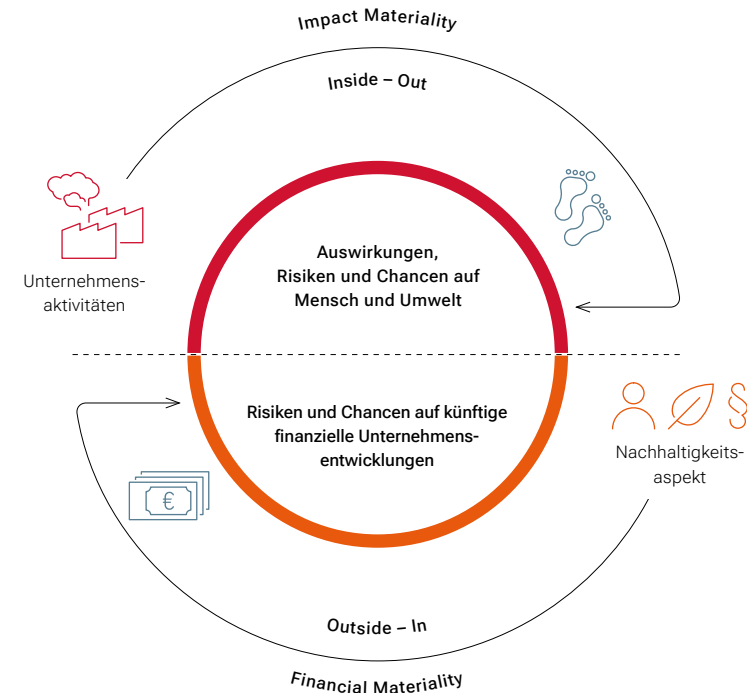 Impact Materiality
Inside – Out
Unternehmens-
aktivitäten
Auswirkungen,
Risiken und Chancen auf
Mensch und Umwelt
Risiken und Chancen auf künftige
finanzielle Unternehmens-
entwicklungen
€
§
Nachhaltigkeits-
aspekt
Outside – In
Financial Materiality